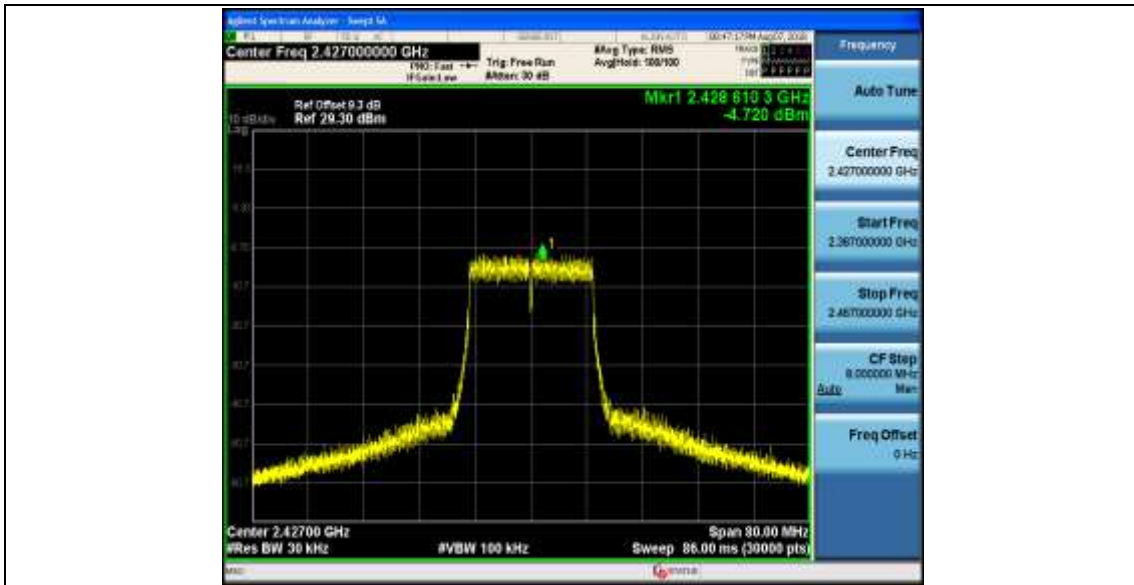 Agilent Spectrum Analyzer - Swept SA
Center Freq 2.427000000 GHz
PNO: Fast
IFGain:Low
Trig: Free Run
#Atten: 30 dB
#Avg Type: RMS
Avg|Hold: 100/100
Frequency
Auto Tune
Ref Offset 9.3 dB
Ref 29.30 dBm
10 dB/div
Log
Mkr1 2.428 610 3 GHz
-4.720 dBm
1
Center Freq
2.427000000 GHz
Start Freq
2.387000000 GHz
Stop Freq
2.467000000 GHz
CF Step
8.000000 MHz
Auto Man
Freq Offset
0 Hz
Center 2.42700 GHz
Span 80.00 MHz
#Res BW 30 kHz
#VBW 100 kHz
Sweep 86.00 ms (30000 pts)
MSG
STATUS